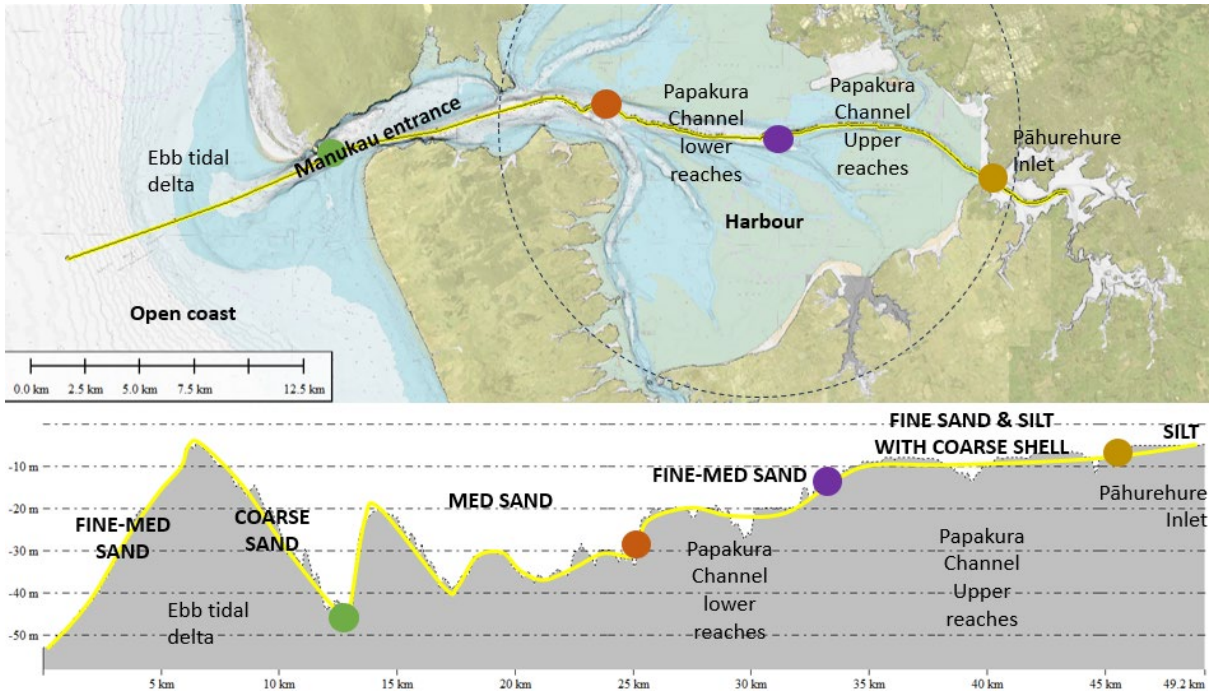 Papakura
Channel
lower
reaches
Papakura
Channel
Upper
reaches
Pāhurehure
Inlet
Manukau entrance
Ebb tidal
delta
Harbour
Open coast
0.0 km 2.5 km 5.0 km 7.5 km 12.5 km
FINE SAND & SILT
WITH COARSE SHELL
SILT
-10 m
FINE-MED SAND
-20 m
MED SAND
FINE-MED
SAND
COARSE
SAND
-30 m
Pāhurehure
Inlet
-40 m
Papakura
Channel
lower
reaches
Papakura
Channel
Upper
reaches
Ebb tidal
delta
-50 m
5 km 10 km 15 km 20 km 25 km 30 km 35 km 40 km 45 km 49.2 km